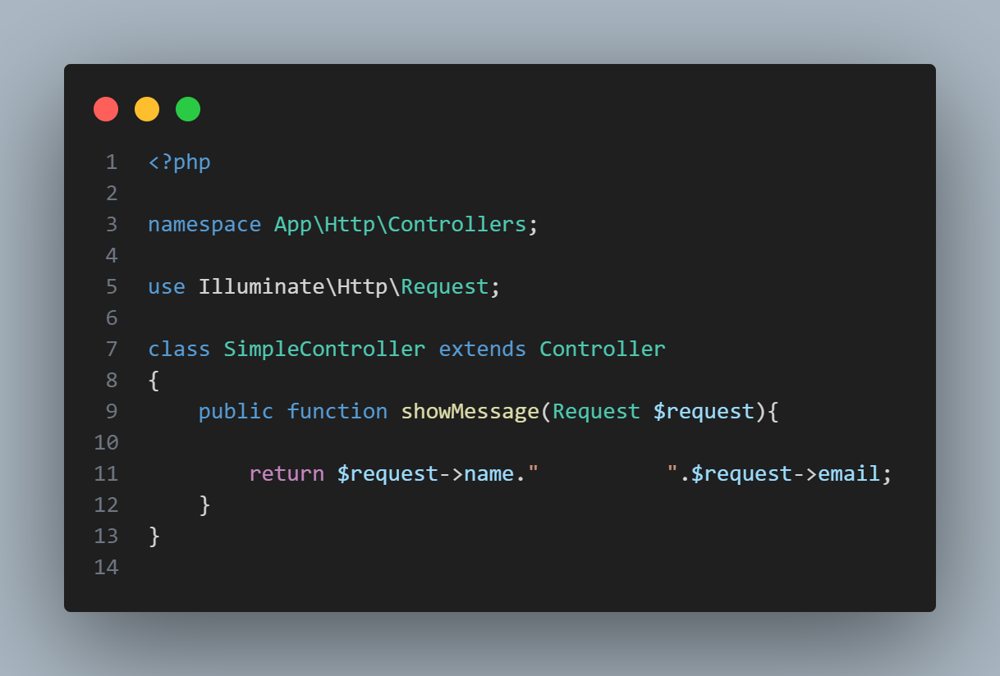 1 <?php
2
3 namespace App\Http\Controllers;
4
5 use Illuminate\Http\Request;
6
7 class SimpleController extends Controller
8 {
9     public function showMessage(Request $request){
10
11         return $request->name."          ".$request->email;
12     }
13 }
14